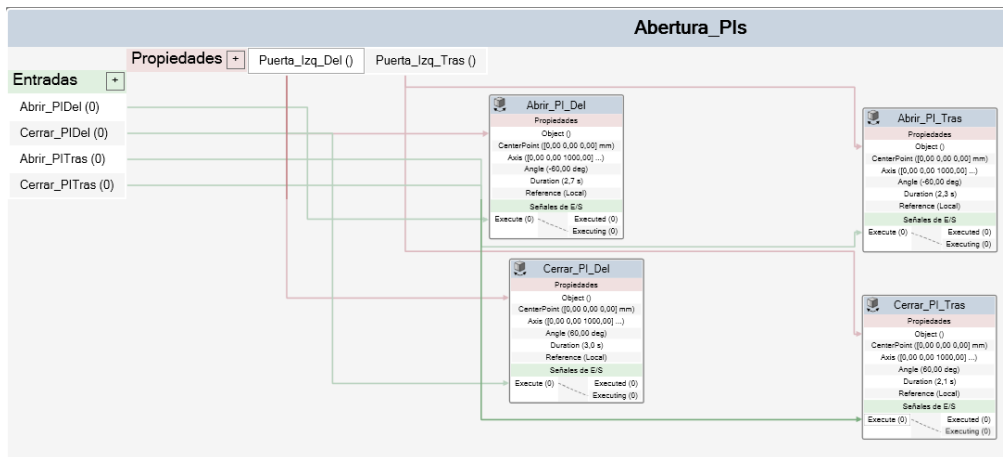 Abertura_PIs
Propiedades +
Puerta_Izq_Del ()
Puerta_Izq_Tras ()
Entradas +
Abrir_PIDel (0)
Cerrar_PIDel (0)
Abrir_PITras (0)
Cerrar_PITras (0)
Abrir_PI_Del
Propiedades
Object ()
CenterPoint ([0,00 0,00 0,00] mm)
Axis ([0,00 0,00 1000,00] ...)
Angle (-60,00 deg)
Duration (2,7 s)
Reference (Local)
Señales de E/S
Execute (0) Executed (0)
Executing (0)
Cerrar_PI_Del
Propiedades
Object ()
CenterPoint ([0,00 0,00 0,00] mm)
Axis ([0,00 0,00 1000,00] ...)
Angle (60,00 deg)
Duration (3,0 s)
Reference (Local)
Señales de E/S
Execute (0) Executed (0)
Executing (0)
Abrir_PI_Tras
Propiedades
Object ()
CenterPoint ([0,00 0,00 0,00] mm)
Axis ([0,00 0,00 1000,00] ...)
Angle (-60,00 deg)
Duration (2,3 s)
Reference (Local)
Señales de E/S
Execute (0) Executed (0)
Executing (0)
Cerrar_PI_Tras
Propiedades
Object ()
CenterPoint ([0,00 0,00 0,00] mm)
Axis ([0,00 0,00 1000,00] ...)
Angle (60,00 deg)
Duration (2,1 s)
Reference (Local)
Señales de E/S
Execute (0) Executed (0)
Executing (0)